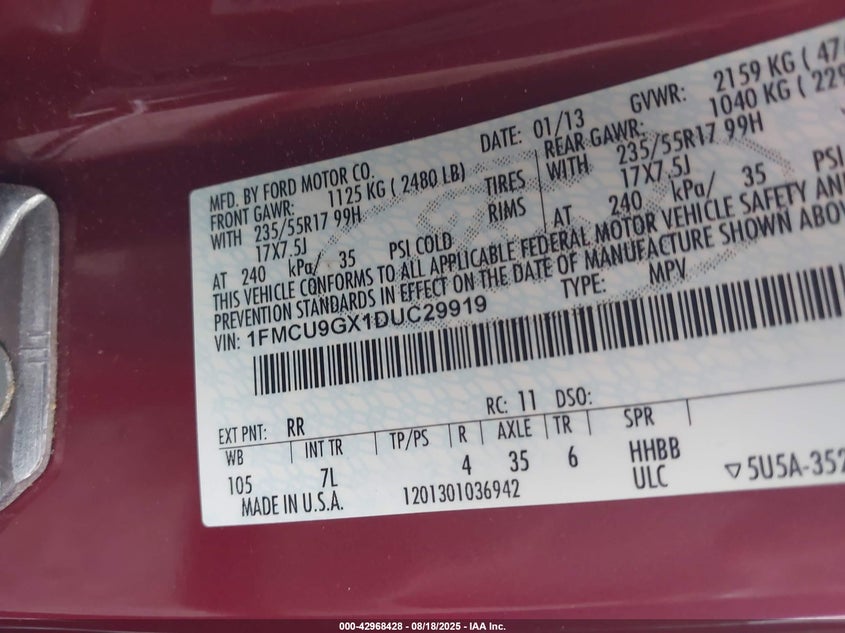 MFD. BY FORD MOTOR CO.
DATE: 01/13
GVWR: 2159 KG (
FRONT GAWR: 1125 KG ( 2480 LB)
REAR GAWR: 1040 KG (
WITH 235/55R17 99H TIRES WITH 235/55R17 99H
17X7.5J RIMS 17X7.5J
AT 240 kPa/ 35 PSI COLD AT 240 kPa/ 35 PSI
THIS VEHICLE CONFORMS TO ALL APPLICABLE FEDERAL MOTOR VEHICLE SAFETY AND
PREVENTION STANDARDS IN EFFECT ON THE DATE OF MANUFACTURE SHOWN ABOVE
VIN: 1FMCU9GX1DUC29919 TYPE: MPV
EXT PNT: RR RC: 11 DSO:
WB INT TR TP/PS R AXLE TR SPR
105 7L 4 35 6 HHBB
MADE IN U.S.A. 1201301036942 ULC ▽5U5A-352
000-42968428 - 08/18/2025 - IAA Inc.